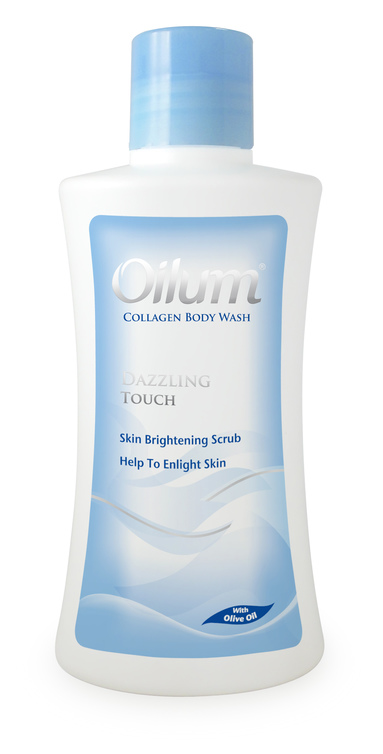 Oilum®
COLLAGEN BODY WASH
DAZZLING
TOUCH
Skin Brightening Scrub
Help To Enlight Skin
With
Olive Oil